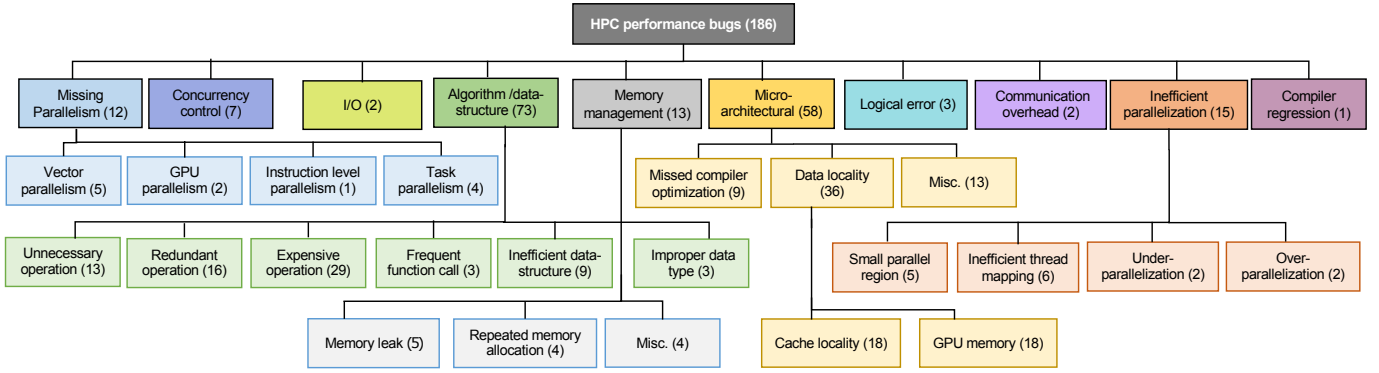 HPC performance bugs (186)
Missing
Parallelism (12)
Concurrency
control (7)
I/O (2)
Algorithm /data-
structure (73)
Memory
management (13)
Micro-
architectural (58)
Logical error (3)
Communication
overhead (2)
Inefficient
parallelization (15)
Compiler
regression (1)
Vector
parallelism (5)
GPU
parallelism (2)
Instruction level
parallelism (1)
Task
parallelism (4)
Missed compiler
optimization (9)
Data locality
(36)
Misc. (13)
Unnecessary
operation (13)
Redundant
operation (16)
Expensive
operation (29)
Frequent
function call (3)
Inefficient data-
structure (9)
Improper data
type (3)
Small parallel
region (5)
Inefficient thread
mapping (6)
Under-
parallelization (2)
Over-
parallelization (2)
Memory leak (5)
Repeated memory
allocation (4)
Misc. (4)
Cache locality (18)
GPU memory (18)